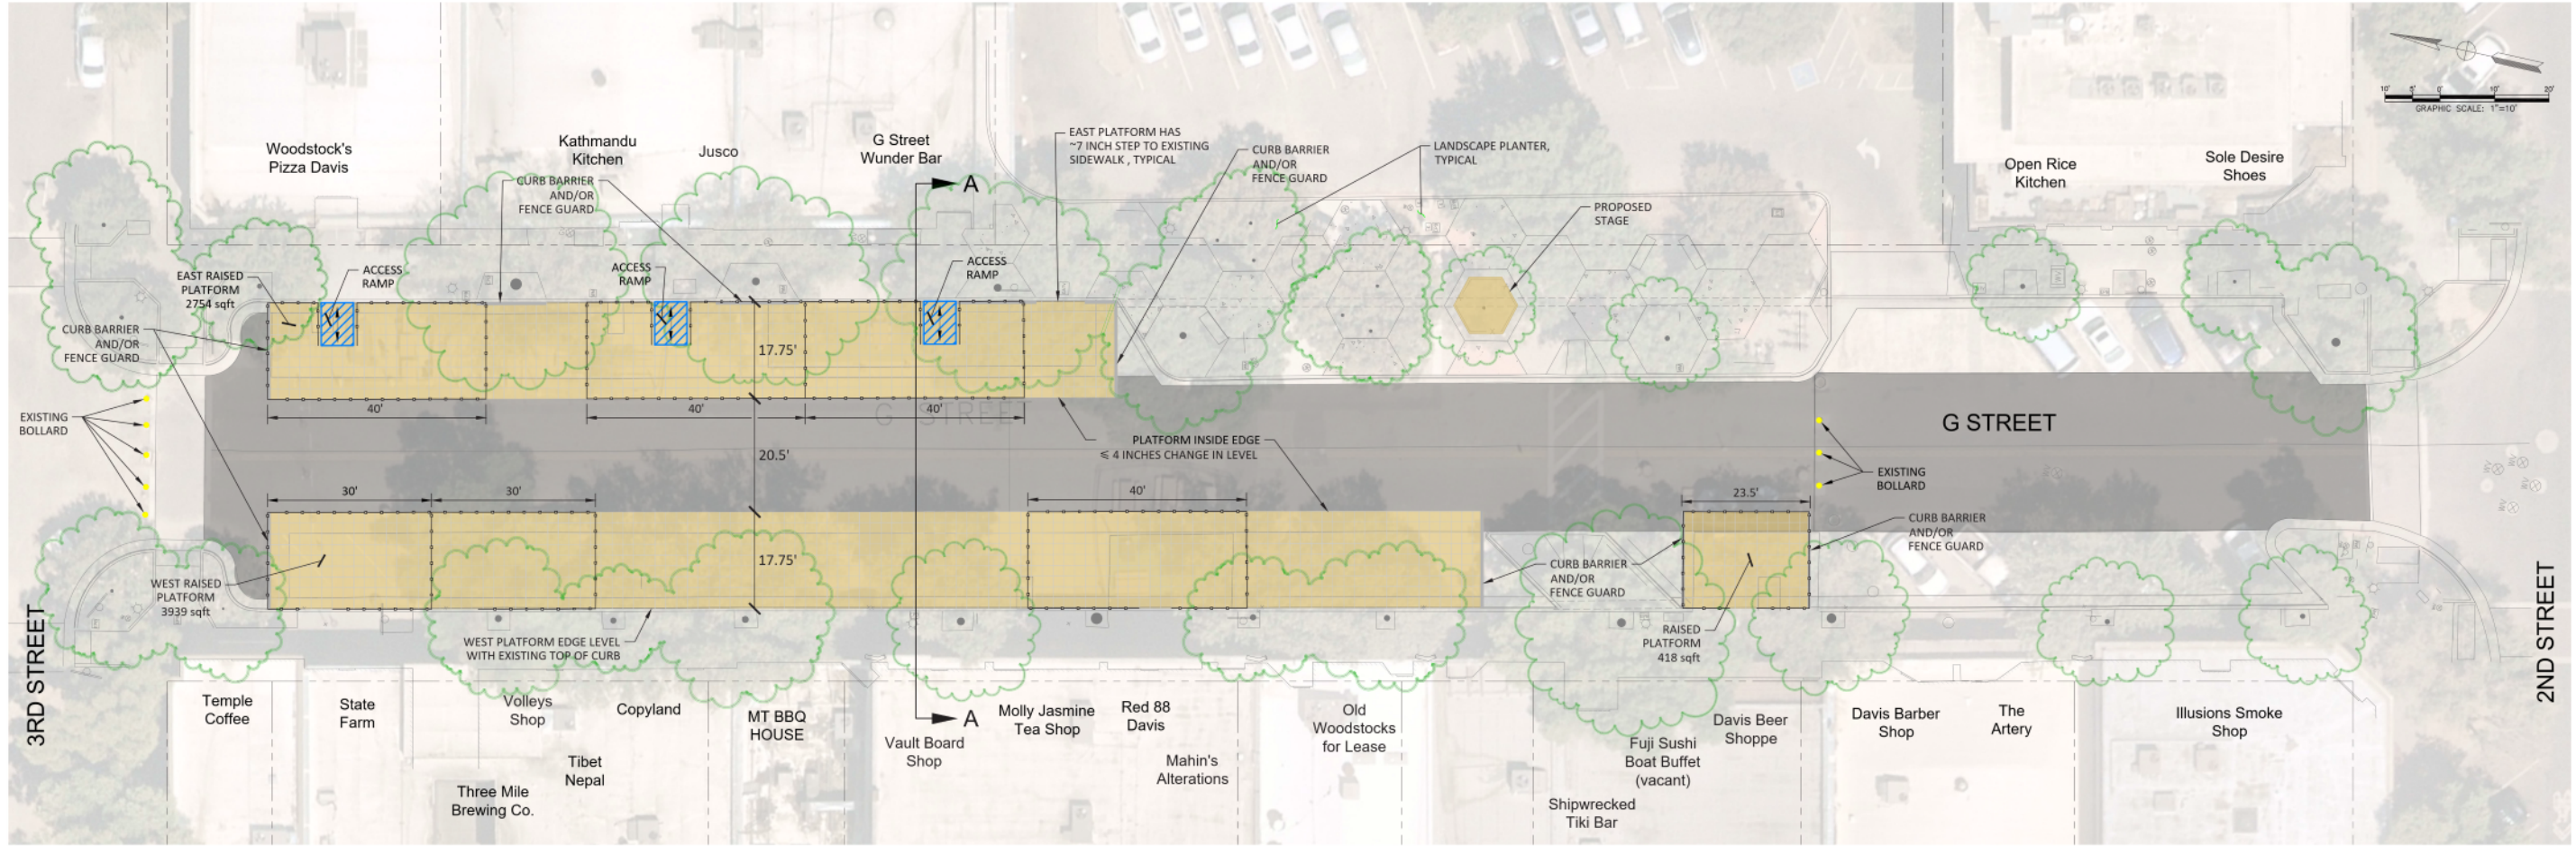 Woodstock's
Pizza Davis
Kathmandu
Kitchen
Jusco
G Street
Wunder Bar
A
EAST PLATFORM HAS
~7 INCH STEP TO EXISTING
SIDEWALK , TYPICAL
CURB BARRIER
AND/OR
FENCE GUARD
LANDSCAPE PLANTER,
TYPICAL
PROPOSED
STAGE
Open Rice
Kitchen
Sole Desire
Shoes
10' 5' 0' 10' 20'
GRAPHIC SCALE: 1"=10'
CURB BARRIER
AND/OR
FENCE GUARD
EAST RAISED
PLATFORM
2754 sqft
ACCESS
RAMP
ACCESS
RAMP
ACCESS
RAMP
CURB BARRIER
AND/OR
FENCE GUARD
17.75'
40'
40'
40'
G STREET
EXISTING
BOLLARD
20.5'
PLATFORM INSIDE EDGE
≤ 4 INCHES CHANGE IN LEVEL
G STREET
EXISTING
BOLLARD
30'
30'
40'
23.5'
17.75'
CURB BARRIER
AND/OR
FENCE GUARD
CURB BARRIER
AND/OR
FENCE GUARD
WEST RAISED
PLATFORM
3939 sqft
WEST PLATFORM EDGE LEVEL
WITH EXISTING TOP OF CURB
RAISED
PLATFORM
418 sqft
3RD STREET
2ND STREET
Temple
Coffee
State
Farm
Volleys
Shop
Three Mile
Brewing Co.
Tibet
Nepal
Copyland
MT BBQ
HOUSE
A
Vault Board
Shop
Molly Jasmine
Tea Shop
Red 88
Davis
Mahin's
Alterations
Old
Woodstocks
for Lease
Shipwrecked
Tiki Bar
Fuji Sushi
Boat Buffet
(vacant)
Davis Beer
Shoppe
Davis Barber
Shop
The
Artery
Illusions Smoke
Shop